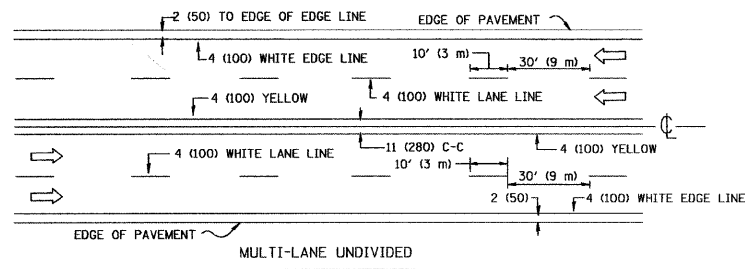 2 (50) TO EDGE OF EDGE LINE
EDGE OF PAVEMENT
4 (100) WHITE EDGE LINE
10' (3 m)
30' (9 m)
4 (100) YELLOW
4 (100) WHITE LANE LINE
℄
4 (100) WHITE LANE LINE
11 (280) C-C
4 (100) YELLOW
10' (3 m)
30' (9 m)
2 (50)
4 (100) WHITE EDGE LINE
EDGE OF PAVEMENT
MULTI-LANE UNDIVIDED